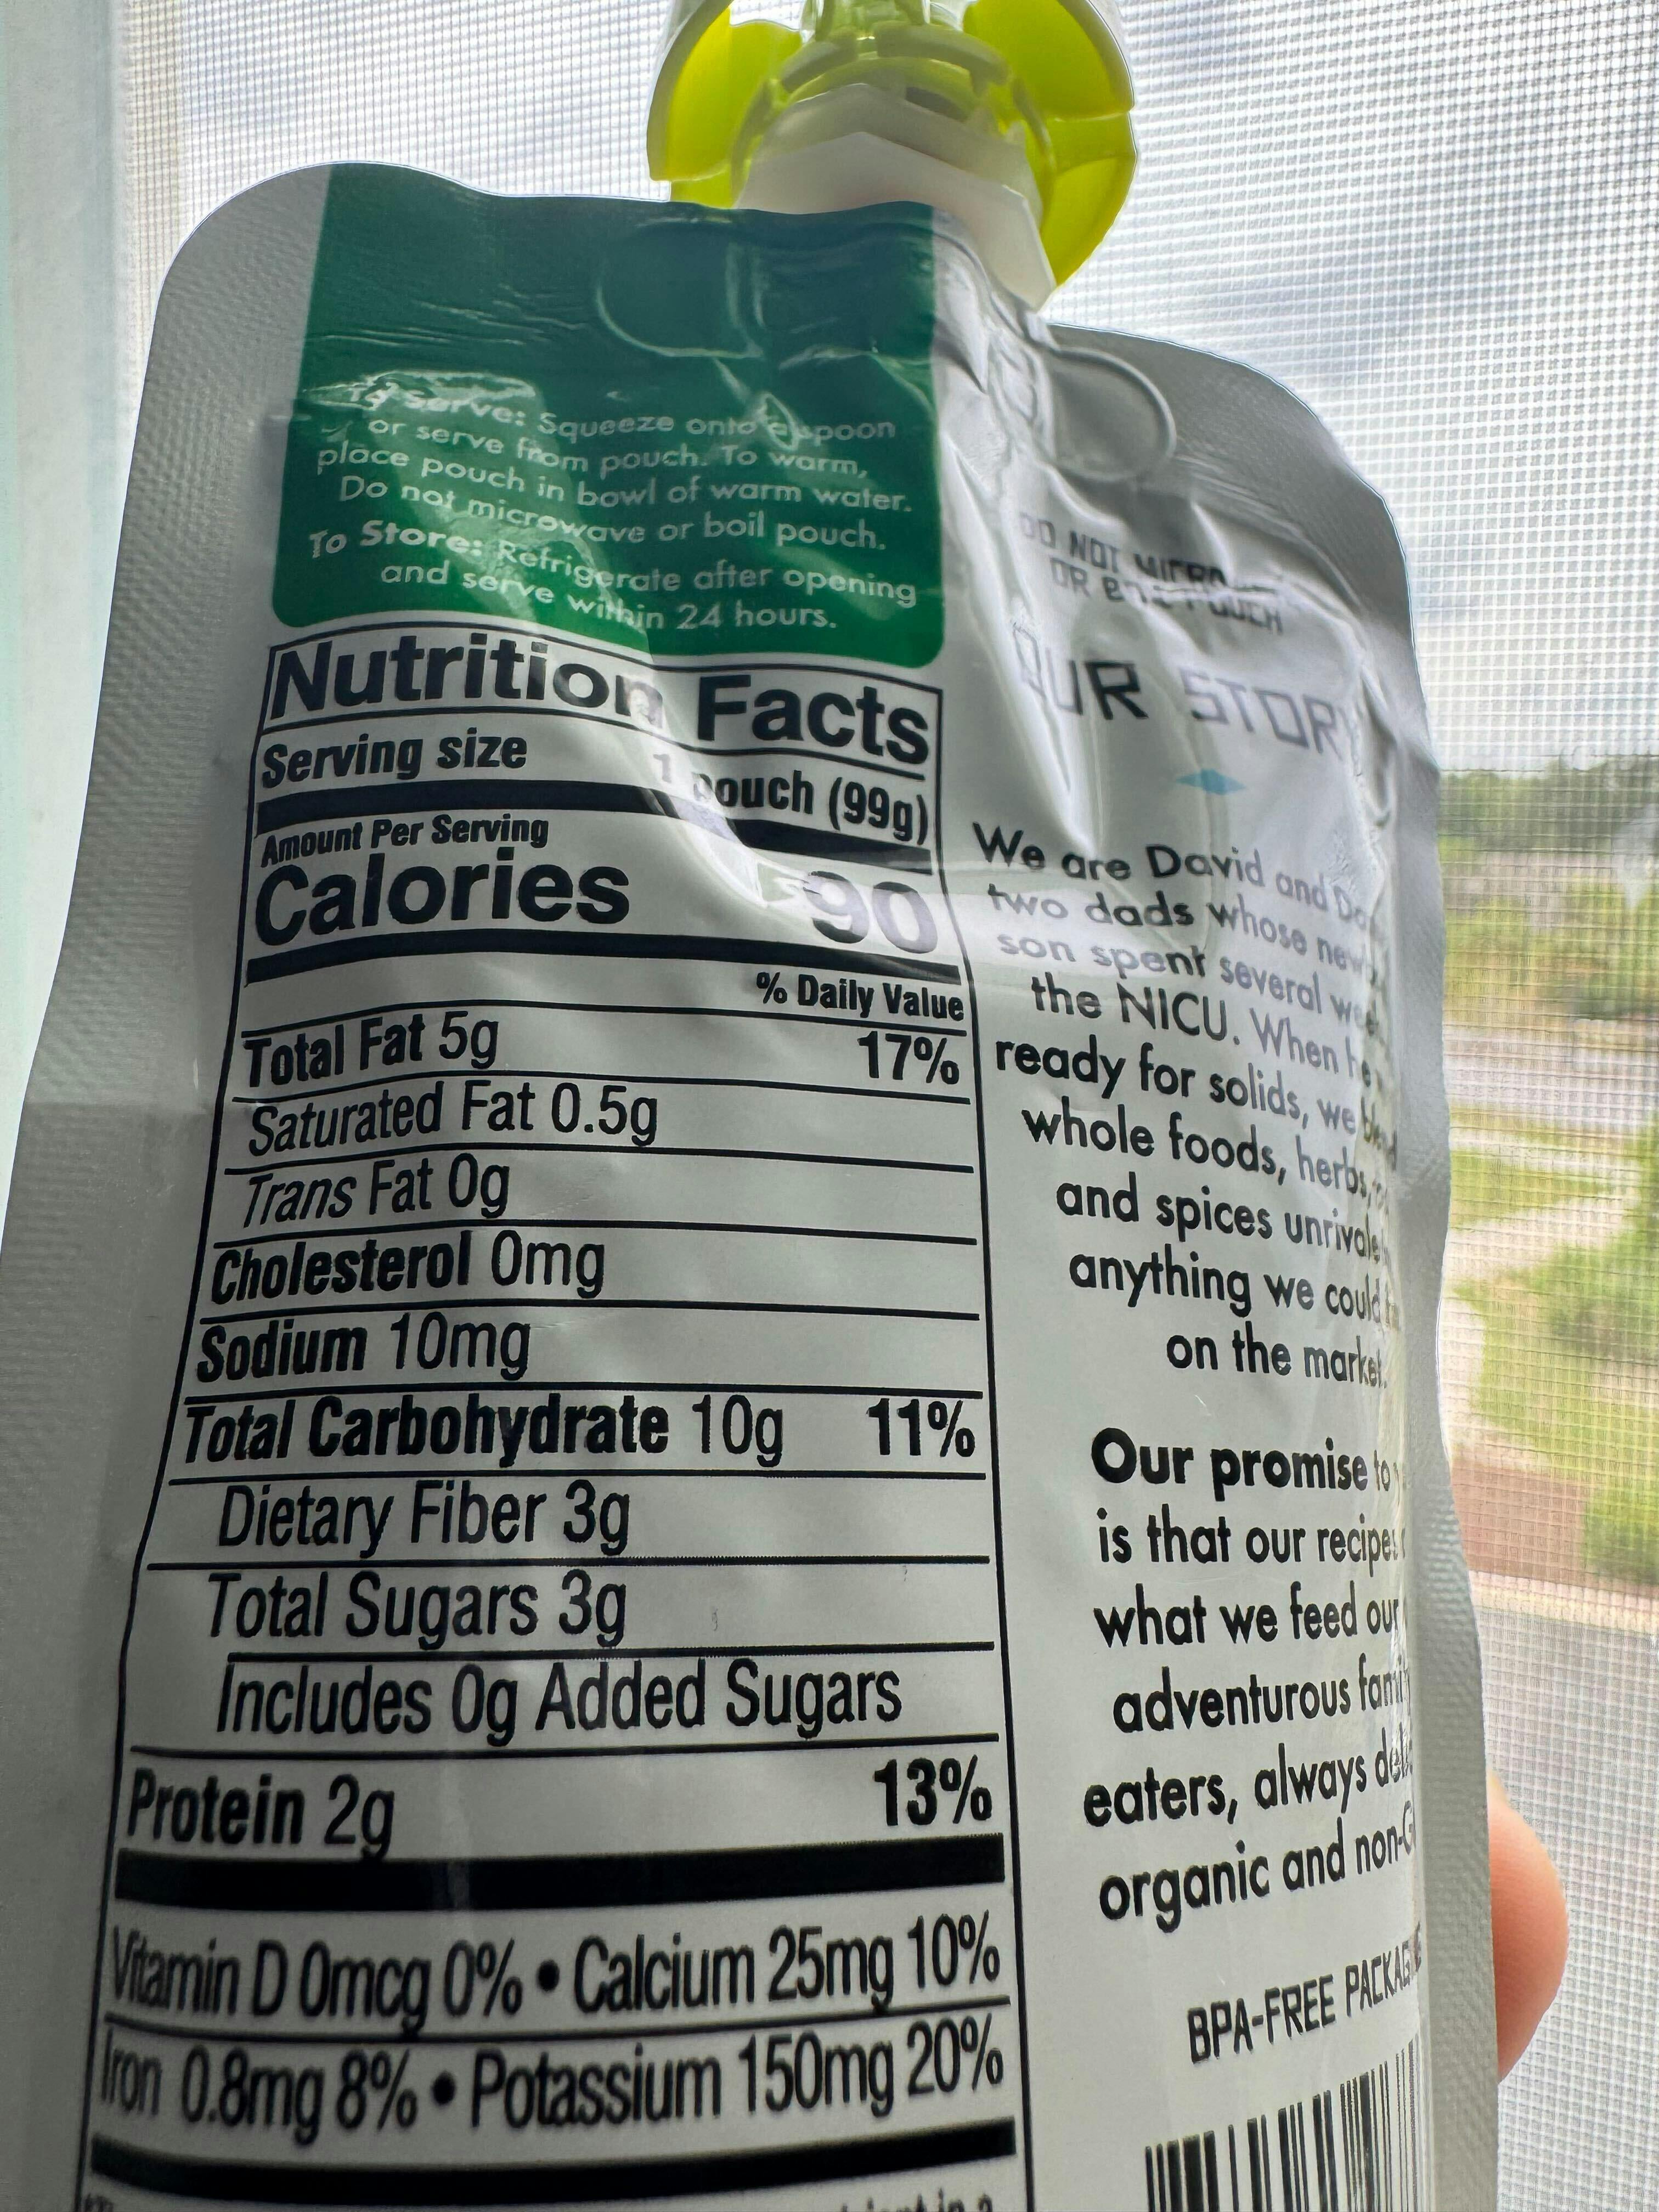 To Serve: Squeeze onto a spoon
or serve from pouch. To warm,
place pouch in bowl of warm water.
Do not microwave or boil pouch.
To Store: Refrigerate after opening
and serve within 24 hours.
Nutrition Facts
Serving size 1 pouch (99g)
Amount Per Serving
Calories 90
% Daily Value
Total Fat 5g 17%
Saturated Fat 0.5g
Trans Fat 0g
Cholesterol 0mg
Sodium 10mg
Total Carbohydrate 10g 11%
Dietary Fiber 3g
Total Sugars 3g
Includes 0g Added Sugars
Protein 2g 13%
Vitamin D 0mcg 0% • Calcium 25mg 10%
Iron 0.8mg 8% • Potassium 150mg 20%
DO NOT
OR POUCH
OUR STORY
We are David and
two dads whose
son spent several
the NICU. When
ready for solids, we
whole foods, herbs,
and spices
anything we could
on the market.
Our promise to
is that our recipes
what we feed our
adventurous
eaters, always
organic and
BPA-FREE